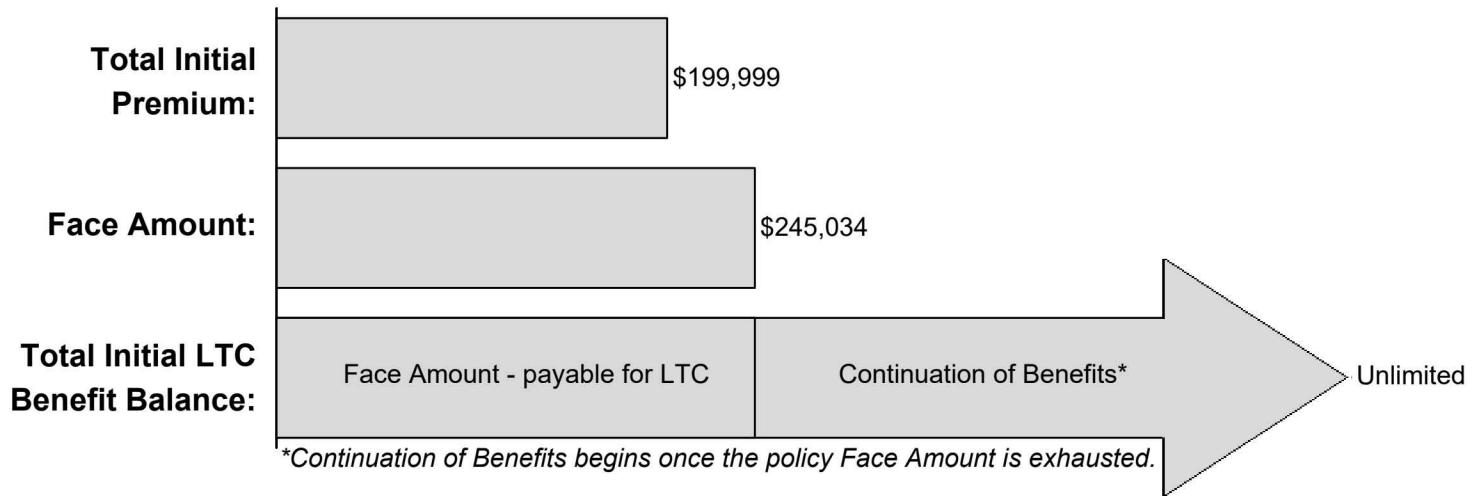 Total Initial
Premium:
$199,999
Face Amount:
$245,034
Total Initial LTC
Benefit Balance:
Face Amount - payable for LTC
Continuation of Benefits*
Unlimited
*Continuation of Benefits begins once the policy Face Amount is exhausted.